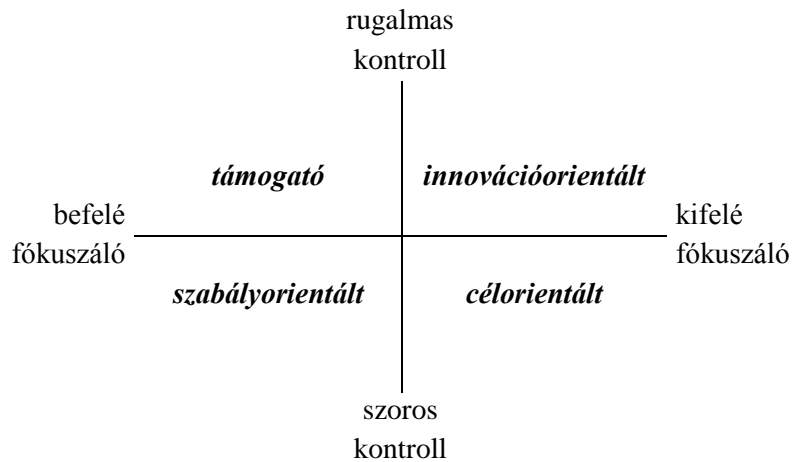 rugalmas
kontroll
támogató
innovációorientált
befelé
fókuszáló
kifelé
fókuszáló
szabályorientált
célorientált
szoros
kontroll